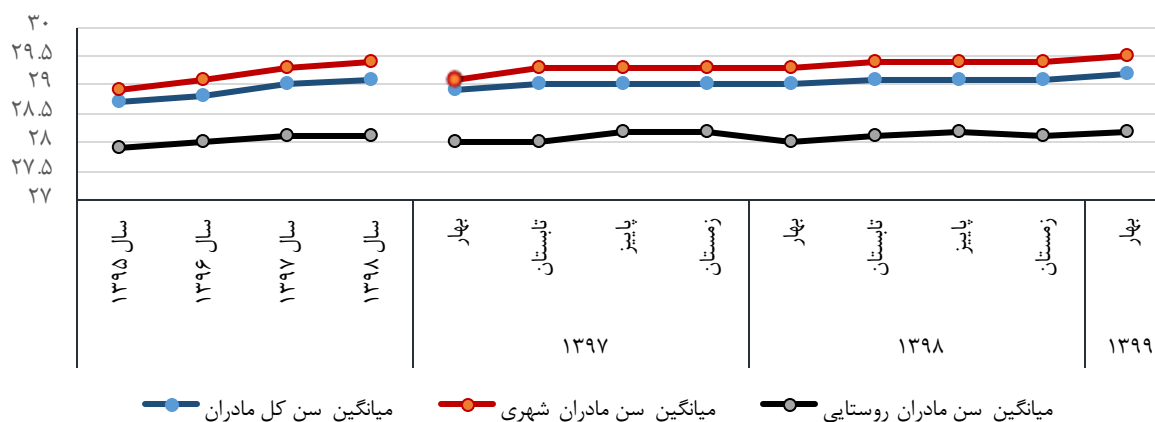 ۳۰
۲۹.۵
۲۹
۲۸.۵
۲۸
۲۷.۵
۲۷
سال ۱۳۹۵
سال ۱۳۹۶
سال ۱۳۹۷
سال ۱۳۹۸
بهار
تابستان
پاییز
زمستان
بهار
تابستان
پاییز
زمستان
بهار
۱۳۹۷
۱۳۹۸
۱۳۹۹
میانگین سن کل مادران
میانگین سن مادران شهری
میانگین سن مادران روستایی